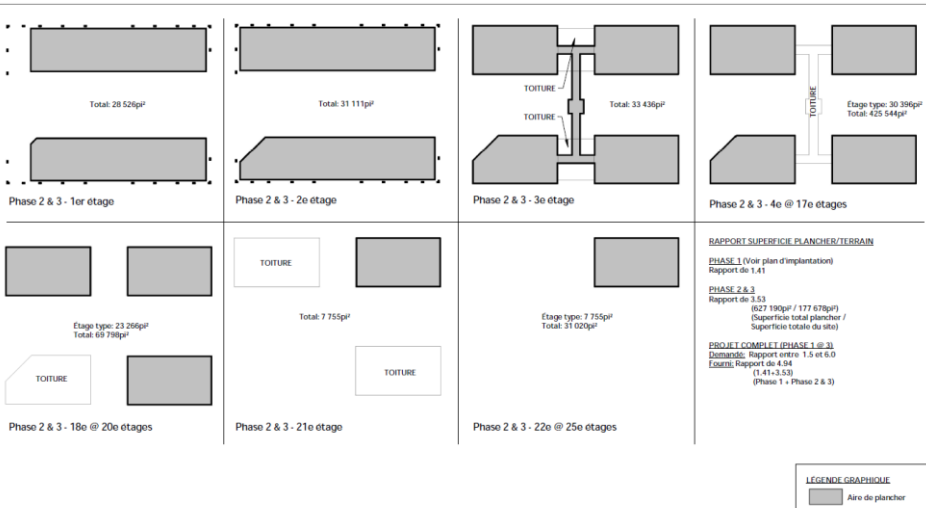 Total: 28 526pi²
Phase 2 & 3 - 1er étage
Total: 31 111pi²
Phase 2 & 3 - 2e étage
TOITURE
TOITURE
Total: 33 436pi²
Phase 2 & 3 - 3e étage
TOITURE
Étage type: 30 396pi²
Total: 425 544pi²
Phase 2 & 3 - 4e @ 17e étages
Étage type: 23 266pi²
Total: 69 798pi²
TOITURE
Phase 2 & 3 - 18e @ 20e étages
TOITURE
Total: 7 755pi²
TOITURE
Phase 2 & 3 - 21e étage
Étage type: 7 755pi²
Total: 31 020pi²
Phase 2 & 3 - 22e @ 25e étages
RAPPORT SUPERFICIE PLANCHER/TERRAIN
PHASE 1 (Voir plan d'implantation)
Rapport de 1.41
PHASE 2 & 3
Rapport de 3.53
(627 190pi² / 177 678pi²)
(Superficie total plancher /
Superficie totale du site)
PROJET COMPLET (PHASE 1 @ 3)
Demandé: Rapport entre 1.5 et 6.0
Fourni: Rapport de 4.94
(1.41+3.53)
(Phase 1 + Phase 2 & 3)
LÉGENDE GRAPHIQUE
Aire de plancher